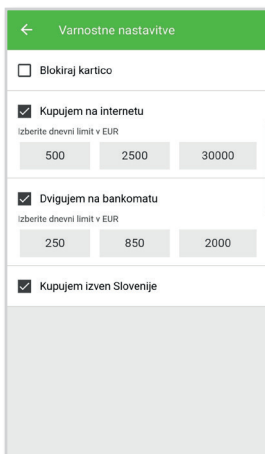 Varnostne nastavitve
Blokiraj kartico
Kupujem na internetu
Izberite dnevni limit v EUR
500 2500 30000
Dvigujem na bankomatu
Izberite dnevni limit v EUR
250 850 2000
Kupujem izven Slovenije